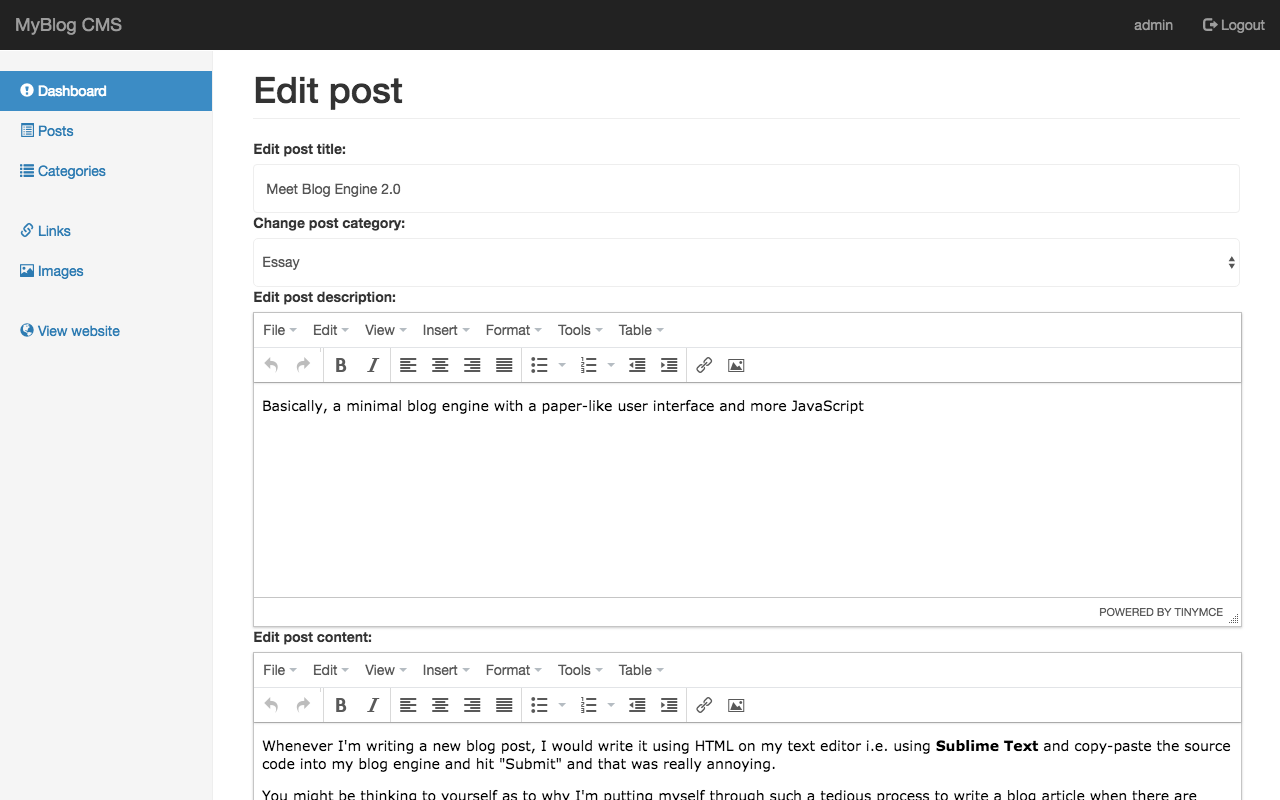 MyBlog CMS admin Logout
Dashboard
Posts
Categories
Links
Images
View website
Edit post
Edit post title:
Meet Blog Engine 2.0
Change post category:
Essay
Edit post description:
File Edit View Insert Format Tools Table
B I
Basically, a minimal blog engine with a paper-like user interface and more JavaScript
POWERED BY TINYMCE
Edit post content:
File Edit View Insert Format Tools Table
B I
Whenever I'm writing a new blog post, I would write it using HTML on my text editor i.e. using Sublime Text and copy-paste the source
code into my blog engine and hit "Submit" and that was really annoying.
You might be thinking to yourself as to why I'm putting myself through such a tedious process to write a blog article when there are